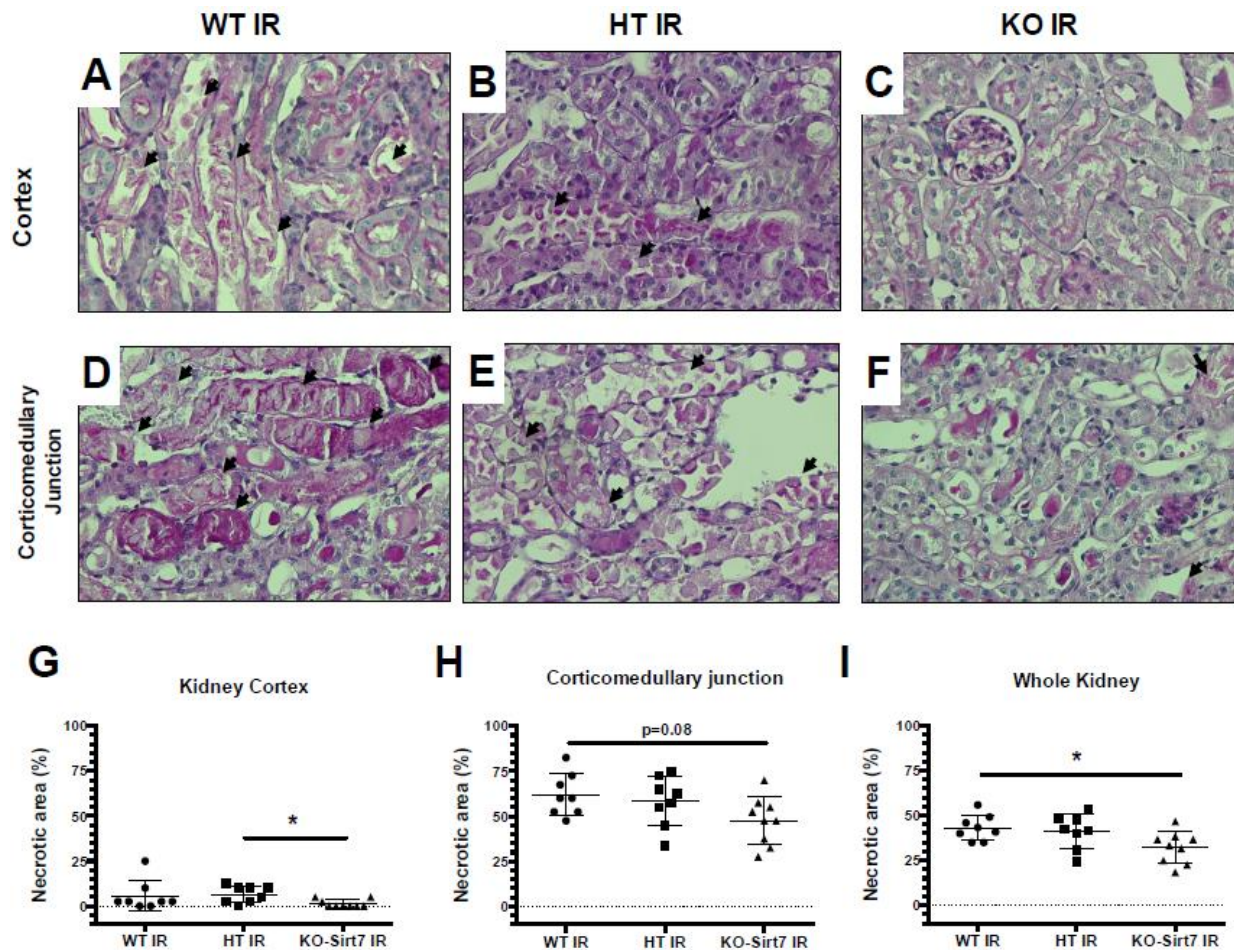 WT IR HT IR KO IR
A B C
Cortex
D E F
Corticomedullary
Junction
G H I
Kidney Cortex
Corticomedullary junction
Whole Kidney
Necrotic area (%)
100
75
50
25
0
*
WT IR HT IR KO-Sirt7 IR
Necrotic area (%)
100
75
50
25
0
p=0.08
WT IR HT IR KO-Sirt7 IR
Necrotic area (%)
100
75
50
25
0
*
WT IR HT IR KO-Sirt7 IR